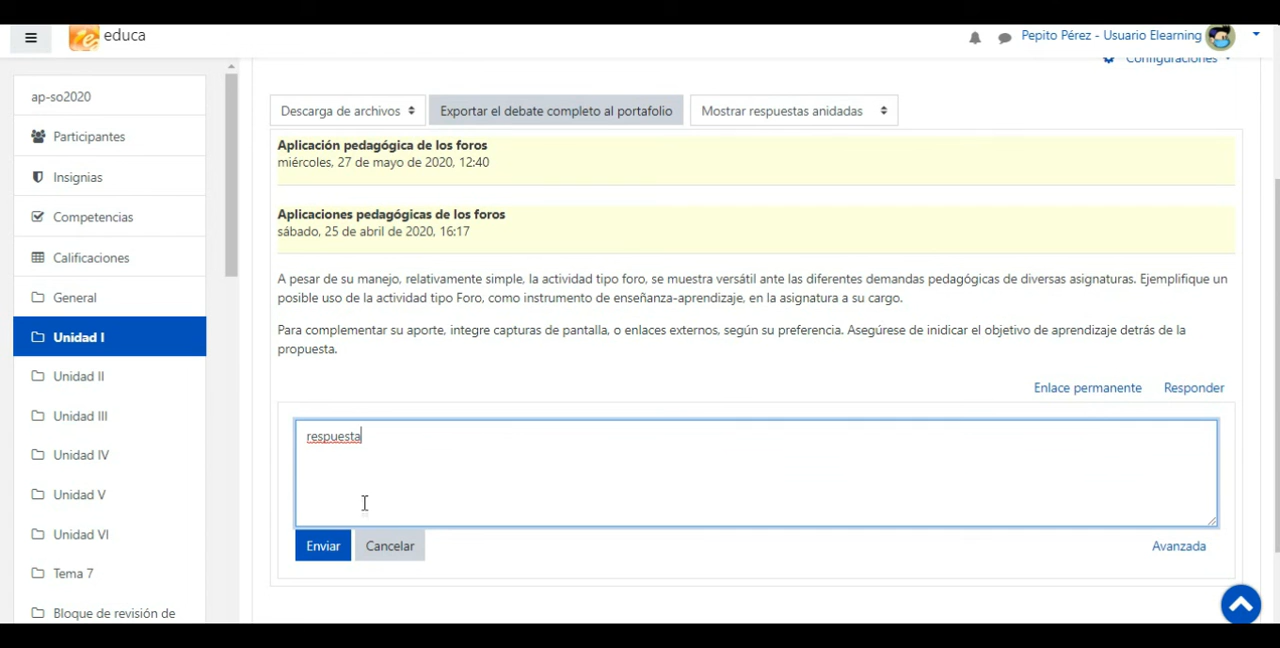 educa
Pepito Pérez - Usuario Elearning
Configuraciones
ap-so2020
Participantes
Insignias
Competencias
Calificaciones
General
Unidad I
Unidad II
Unidad III
Unidad IV
Unidad V
Unidad VI
Tema 7
Bloque de revisión de
Descarga de archivos
Exportar el debate completo al portafolio
Mostrar respuestas anidadas
Aplicación pedagógica de los foros
miércoles, 27 de mayo de 2020, 12:40
Aplicaciones pedagógicas de los foros
sábado, 25 de abril de 2020, 16:17
A pesar de su manejo, relativamente simple, la actividad tipo foro, se muestra versátil ante las diferentes demandas pedagógicas de diversas asignaturas. Ejemplifique un
posible uso de la actividad tipo Foro, como instrumento de enseñanza-aprendizaje, en la asignatura a su cargo.
Para complementar su aporte, integre capturas de pantalla, o enlaces externos, según su preferencia. Asegúrese de inidicar el objetivo de aprendizaje detrás de la
propuesta.
Enlace permanente
Responder
respuesta
Enviar
Cancelar
Avanzada